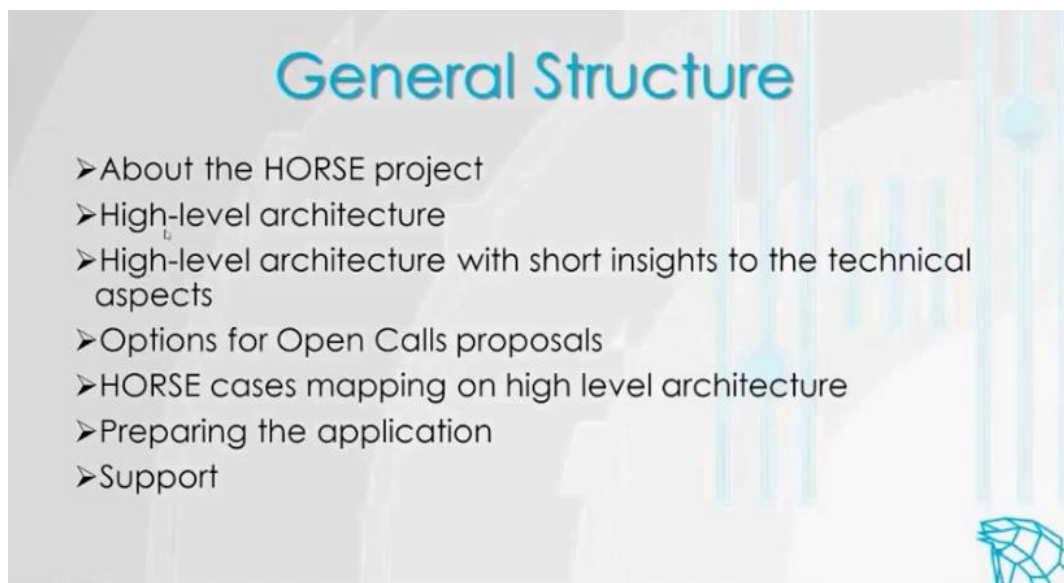 General Structure
➢About the HORSE project
➢High-level architecture
➢High-level architecture with short insights to the technical
aspects
➢Options for Open Calls proposals
➢HORSE cases mapping on high level architecture
➢Preparing the application
➢Support